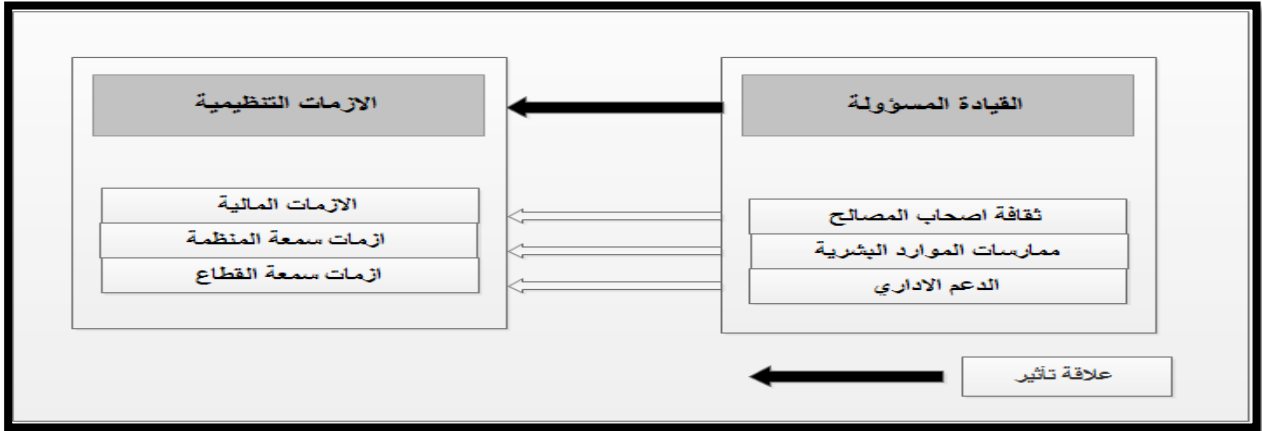 القيادة المسؤولة
ثقافة اصحاب المصالح
ممارسات الموارد البشرية
الدعم الاداري
الازمات التنظيمية
الازمات المالية
ازمات سمعة المنظمة
ازمات سمعة القطاع
علاقة تأثير